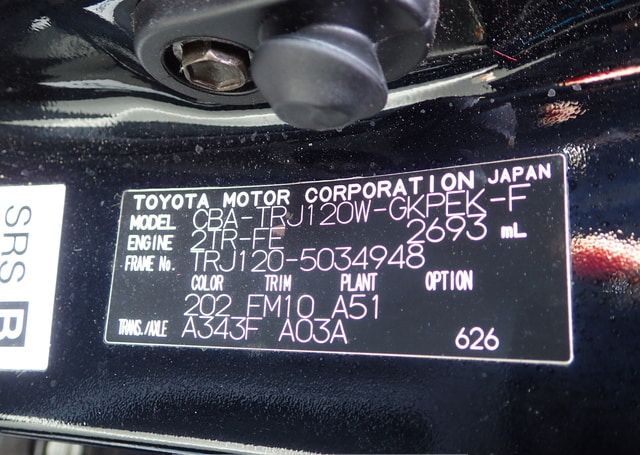 TOYOTA MOTOR CORPORATION JAPAN
MODEL CBA-TRJ120W-GKPEK-F
ENGINE 2TR-FE 2693 mL
FRAME No. TRJ120-5034948
COLOR TRIM PLANT OPTION
202 FM10 A51
TRANS./AXLE A343F A03A
626
SRS B